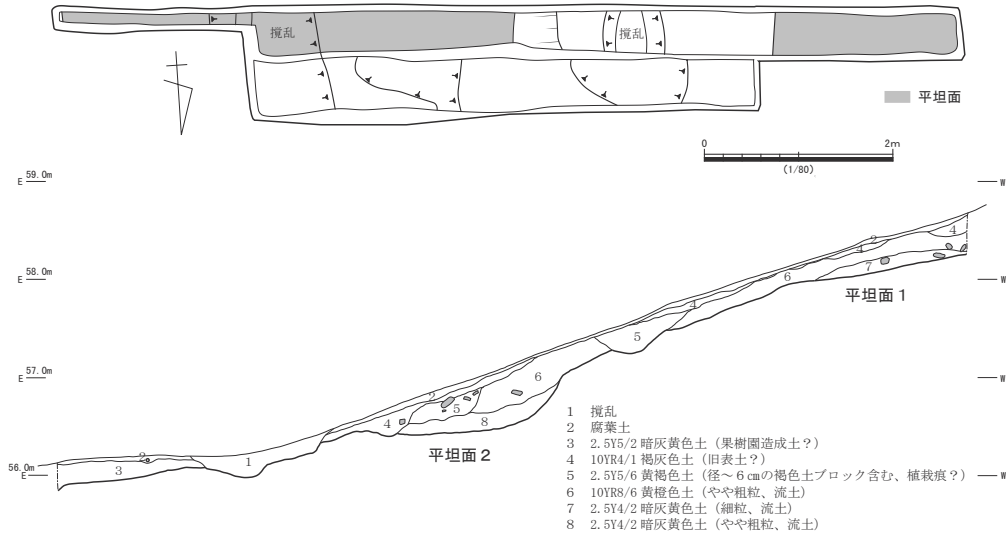 撹乱
撹乱
平坦面
0 2m
(1/80)
E 59.0m W
58.0m
E W
平坦面1
57.0m
E W
平坦面2
56.0m
E W
2
4
4
2
7
6
4
5
6
2
5
8
4
1
2
3
1 撹乱
2 腐葉土
3 2.5Y5/2 暗灰黄色土（果樹園造成土？）
4 10YR4/1 褐灰色土（旧表土？）
5 2.5Y5/6 黄褐色土（径～6㎝の褐色土ブロック含む、植栽痕？）
6 10YR8/6 黄橙色土（やや粗粒、流土）
7 2.5Y4/2 暗灰黄色土（細粒、流土）
8 2.5Y4/2 暗灰黄色土（やや粗粒、流土）